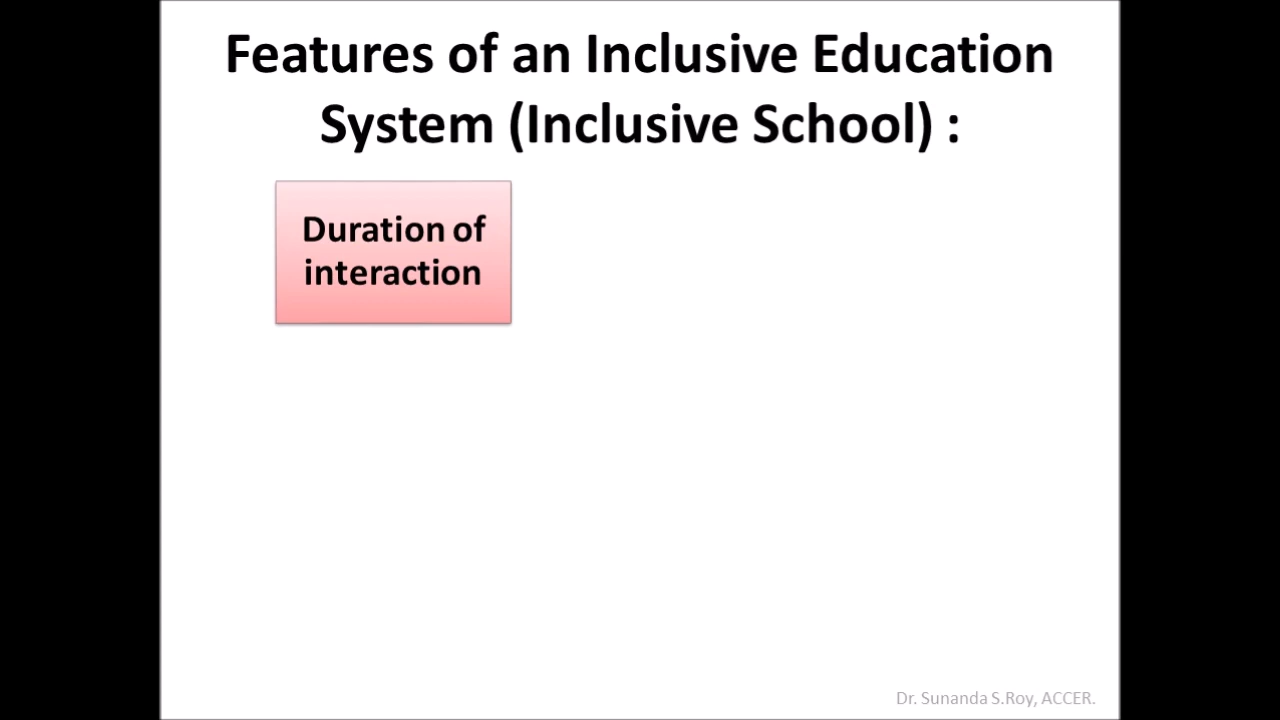 Features of an Inclusive Education
System (Inclusive School) :
Duration of
interaction
Dr. Sunanda S.Roy, ACCER.